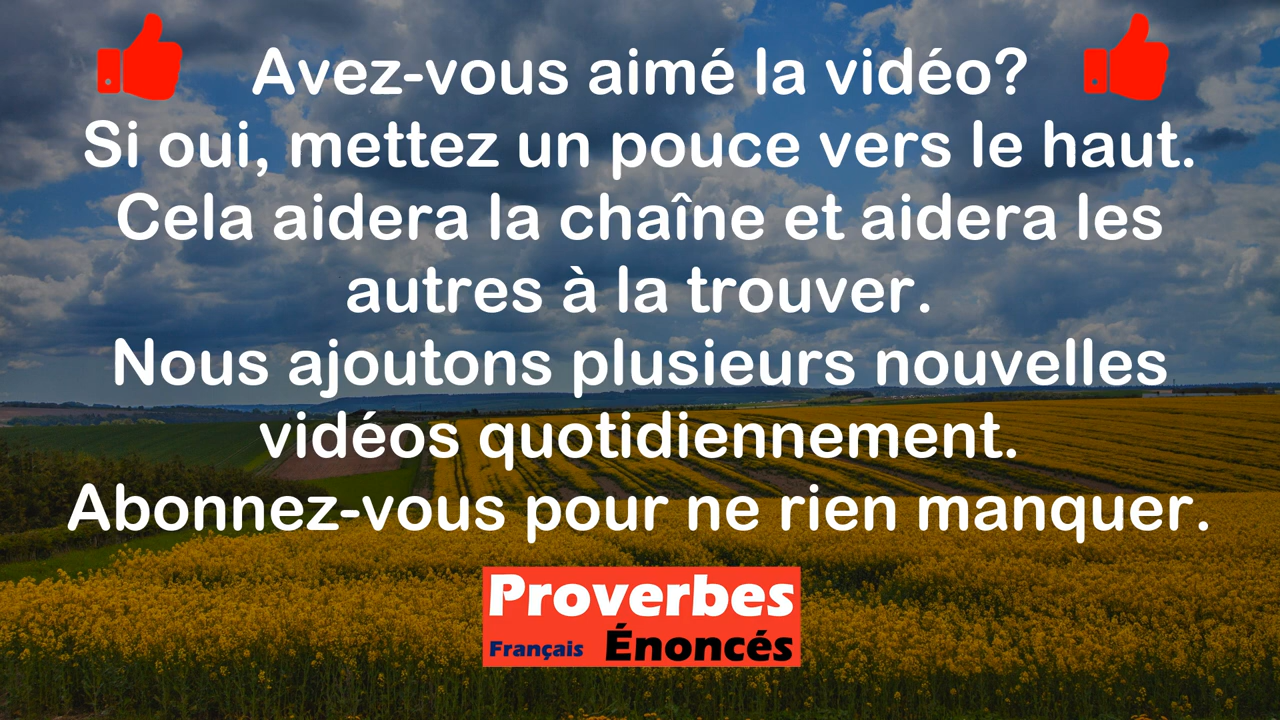 Avez-vous aimé la vidéo?
Si oui, mettez un pouce vers le haut.
Cela aidera la chaîne et aidera les
autres à la trouver.
Nous ajoutons plusieurs nouvelles
vidéos quotidiennement.
Abonnez-vous pour ne rien manquer.
Proverbes
Français Énoncés